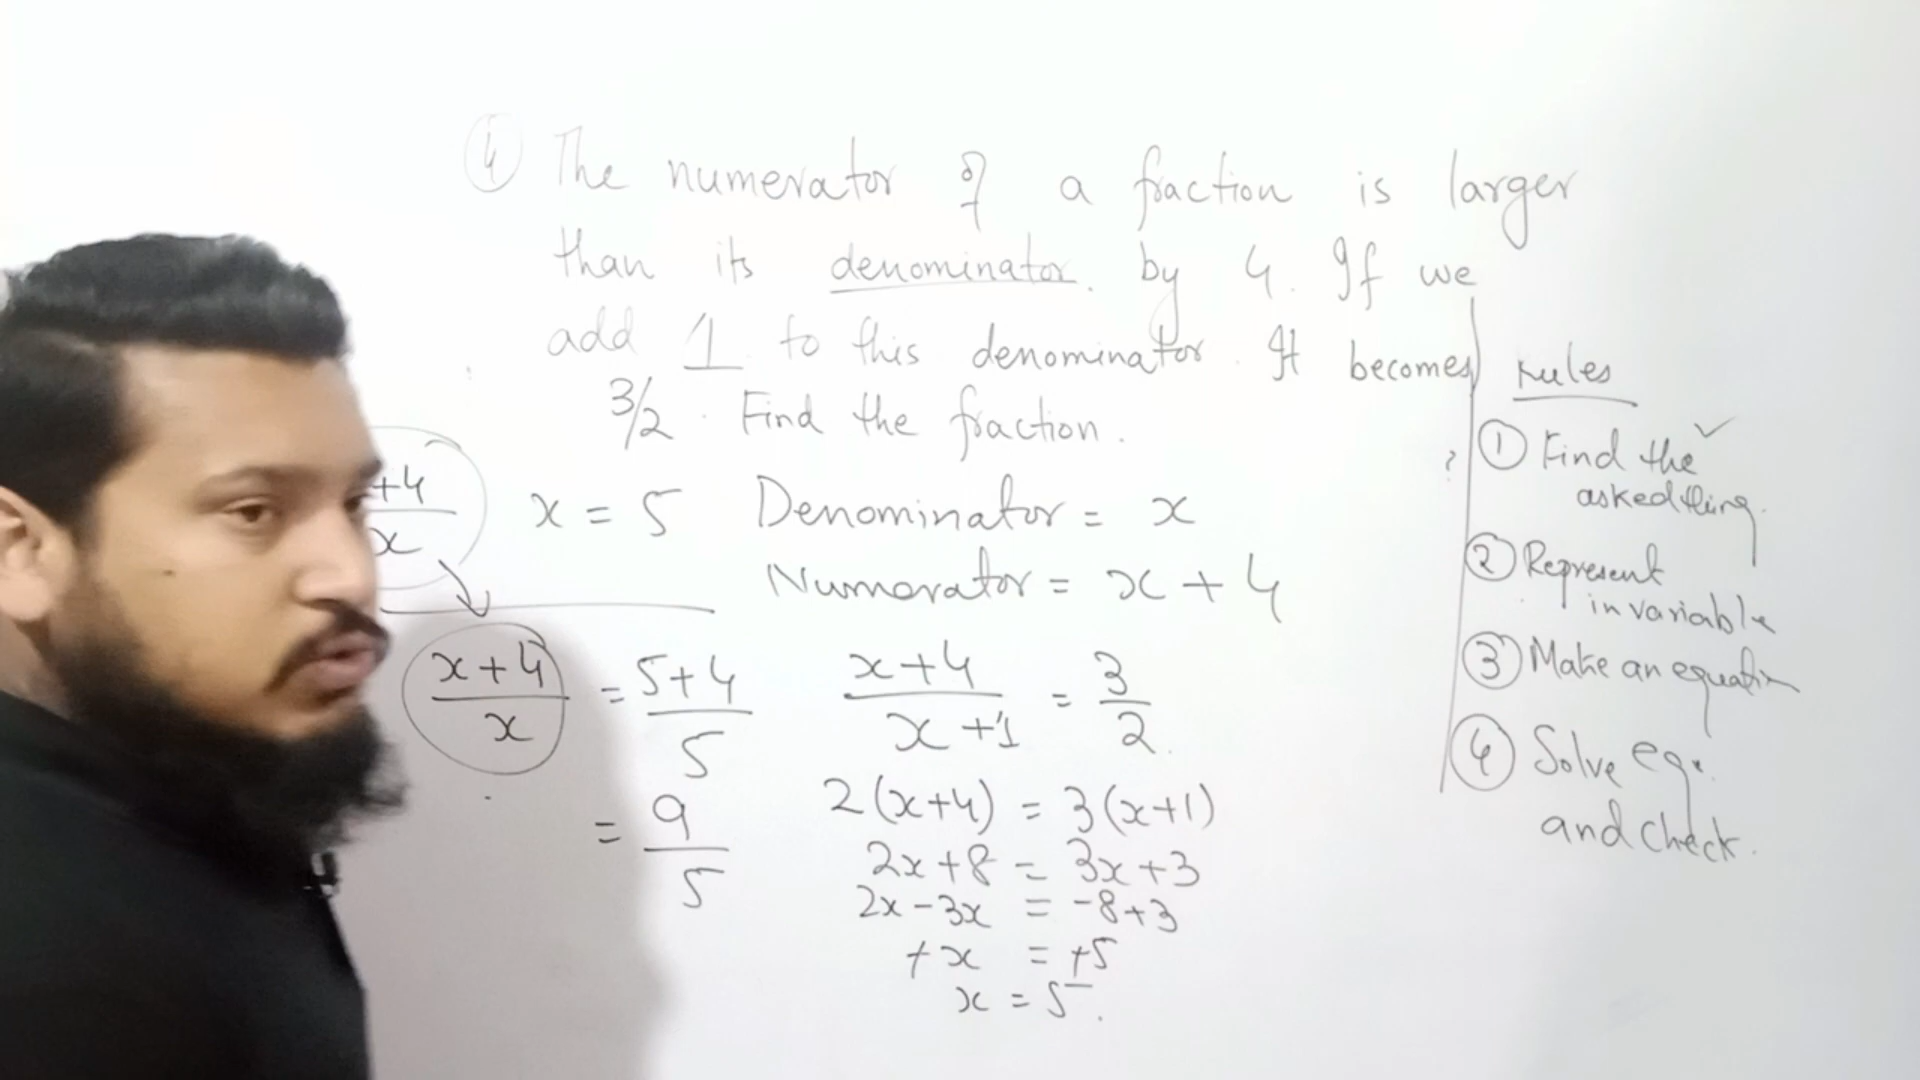 ④ The numerator of a fraction is larger
than its denominator. by 4. If we
add 1 to this denominator. It becomes
3/2. Find the fraction.
+4
x
x = 5
Denominator = x
Numerator = x + 4
x+4/x = 5+4/5
= 9/5
x+4/x+1 = 3/2.
2(x+4) = 3(x+1)
2x+8 = 3x+3
2x-3x = -8+3
+x = +5
x = 5.
?
Rules
① Find the ✓
asked thing.
② Represent
in variable
③ Make an equation
④ Solve eqn.
and check.